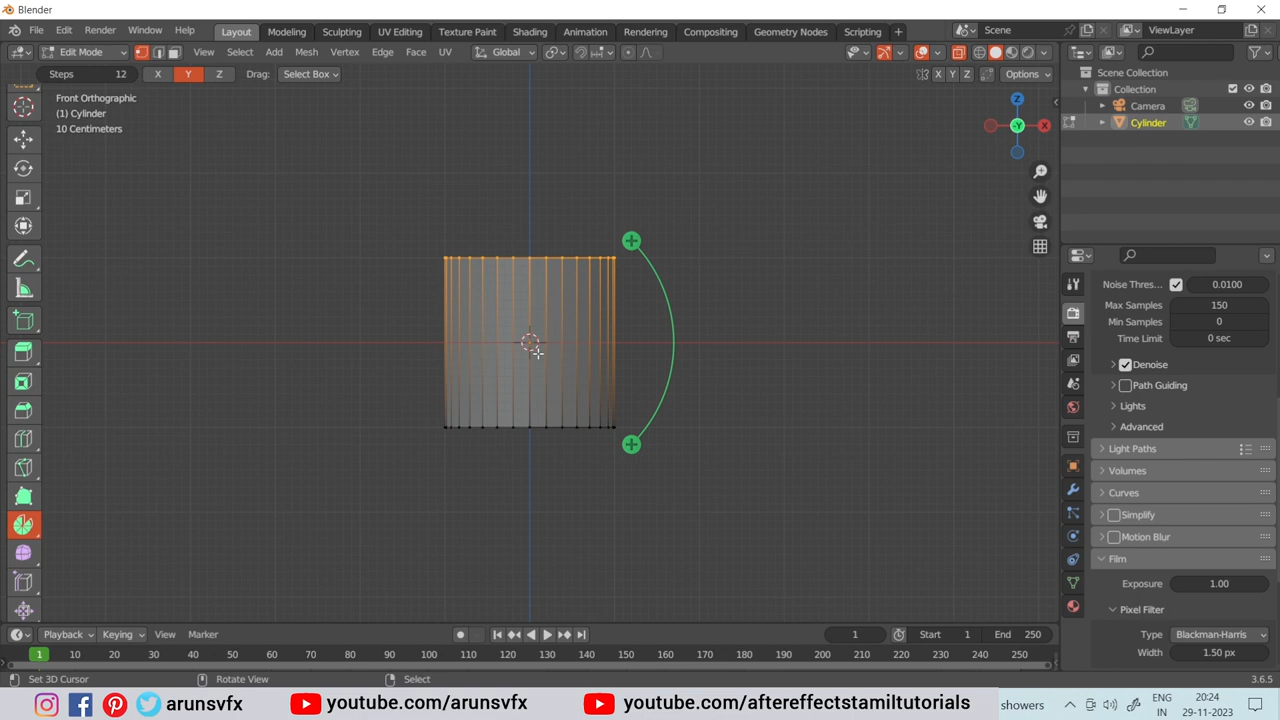 Blender
File Edit Render Window Help Layout Modeling Sculpting UV Editing Texture Paint Shading Animation Rendering Compositing Geometry Nodes Scripting + Scene ViewLayer
Edit Mode View Select Add Mesh Vertex Edge Face UV Global
Steps 12 X Y Z Drag: Select Box X Y Z Options
Front Orthographic
(1) Cylinder
10 Centimeters
Z
-Y
X
Scene Collection
Collection
Camera
Cylinder
Noise Thres... 0.0100
Max Samples 150
Min Samples 0
Time Limit 0 sec
Denoise
Path Guiding
Lights
Advanced
Light Paths
Volumes
Curves
Simplify
Motion Blur
Film
Exposure 1.00
Pixel Filter
Type Blackman-Harris
Width 1.50 px
Playback Keying View Marker 1 Start 1 End 250
1 10 20 30 40 50 60 70 80 90 100 110 120 130 140 150 160 170 180 190 200 210 220 230 240 250
Set 3D Cursor Rotate View Select 3.6.5
arunsvfx youtube.com/arunsvfx youtube.com/aftereffectstamiltutorials showers ENG IN 20:24 29-11-2023